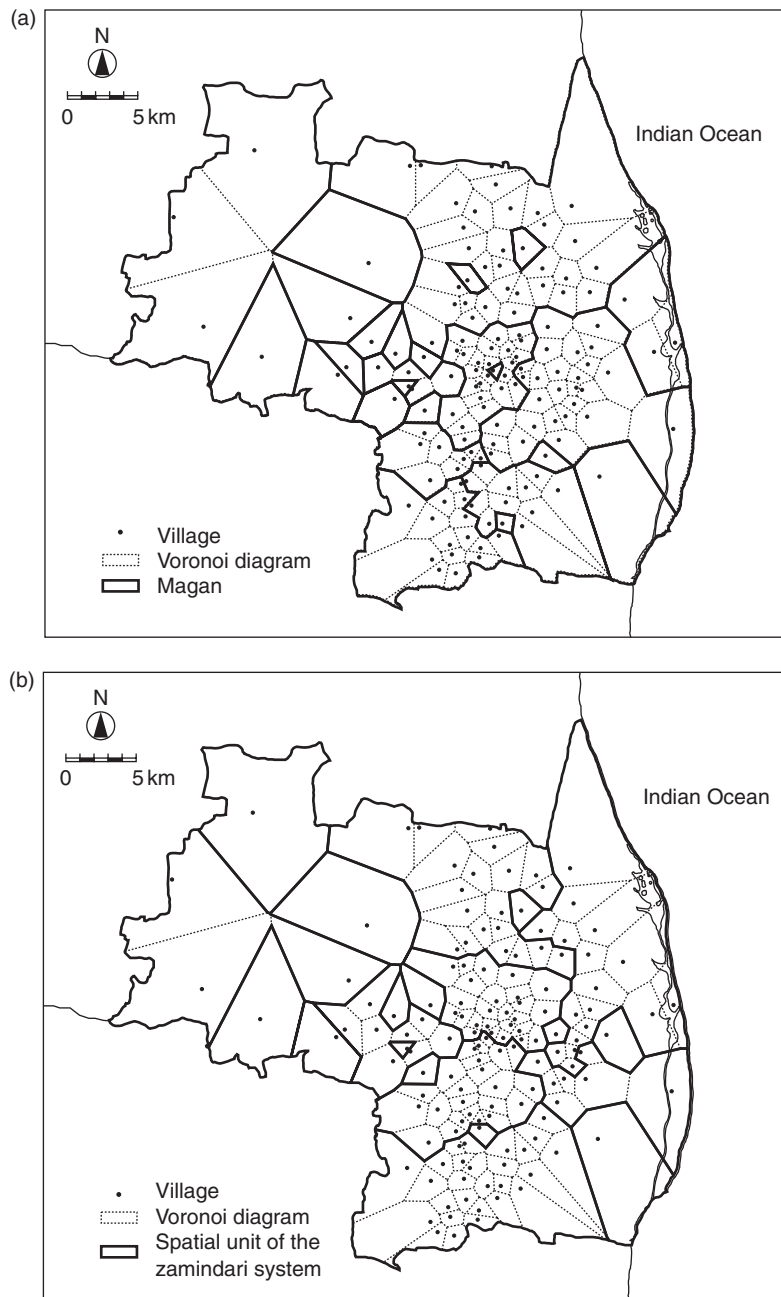 (a)
N
0 5 km
Indian Ocean
Village
Voronoi diagram
Magan
(b)
N
0 5 km
Indian Ocean
Village
Voronoi diagram
Spatial unit of the
zamindari system